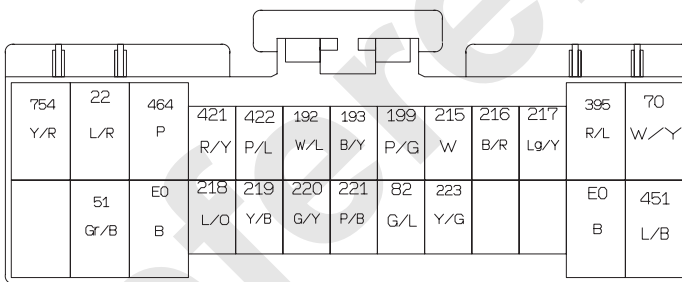 754 22 464 421 422 192 193 199 215 216 217 395 70
Y/R L/R P R/Y P/L W/L B/Y P/G W B/R Lg/Y R/L W/Y
51 E0 218 219 220 221 82 223 E0 451
Gr/B B L/O Y/B G/Y P/B G/L Y/G B L/B